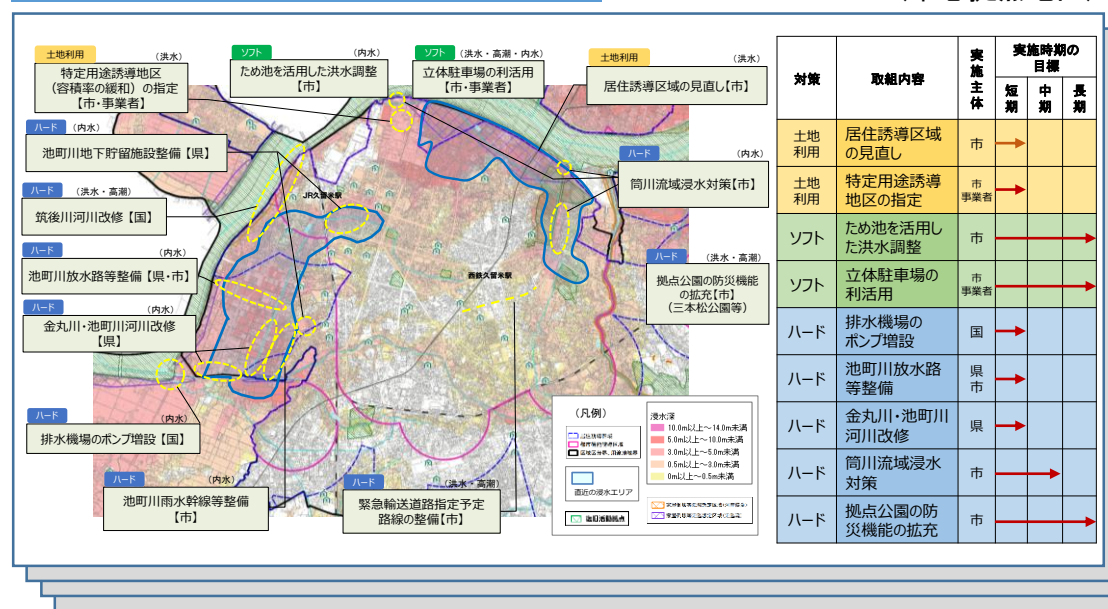 土地利用
(洪水)
特定用途誘導地区
(容積率の緩和)の指定
【市・事業者】
ソフト
(内水)
ため池を活用した洪水調整
【市】
ソフト
(洪水・高潮・内水)
立体駐車場の利活用
【市・事業者】
土地利用
(洪水)
居住誘導区域の見直し【市】
ハード
(内水)
池町川地下貯留施設整備【県】
ハード
(洪水・高潮)
筑後川河川改修【国】
ハード
(内水)
池町川放水路等整備【県・市】
ハード
(内水)
金丸川・池町川河川改修
【県】
ハード
(内水)
排水機場のポンプ増設【国】
ハード
(内水)
池町川雨水幹線等整備
【市】
ハード
(洪水・高潮)
緊急輸送道路指定予定
路線の整備【市】
ハード
(内水)
筒川流域浸水対策【市】
ハード
(洪水・高潮)
拠点公園の防災機能
の拡充【市】
(三本松公園等)
JR久留米駅
西鉄久留米駅
(凡例)
直近の浸水エリア
浸水深
10.0m以上~14.0m未満
5.0m以上~10.0m未満
3.0m以上~5.0m未満
0.5m以上~3.0m未満
0m以上~0.5m未満
対策
取組内容
実施主体
実施時期の
目標
短期
中期
長期
土地
利用
居住誘導区域
の見直し
市
土地
利用
特定用途誘導
地区の指定
市
事業者
ソフト
ため池を活用し
た洪水調整
市
ソフト
立体駐車場の
利活用
市
事業者
ハード
排水機場の
ポンプ増設
国
ハード
池町川放水路
等整備
県
市
ハード
金丸川・池町川
河川改修
県
ハード
筒川流域浸水
対策
市
ハード
拠点公園の防
災機能の拡充
市